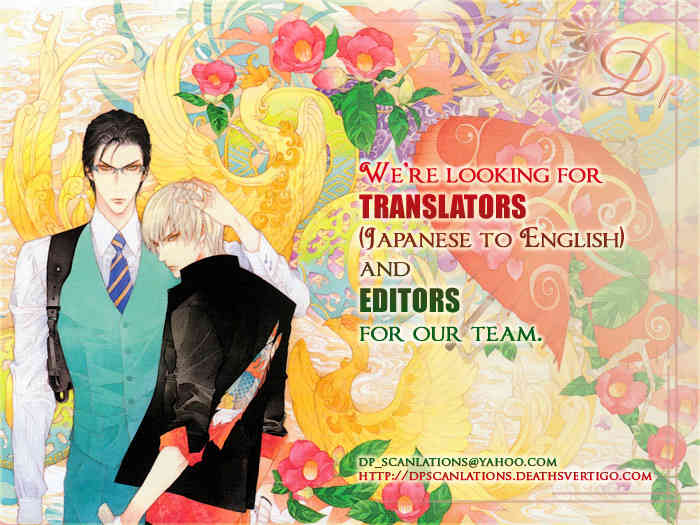 Dp
We're looking for
TRANSLATORS
(Japanese to English)
and
EDITORS
for our team.
dp_scanlations@yahoo.com
http://dpscanlations.deathsvertigo.com